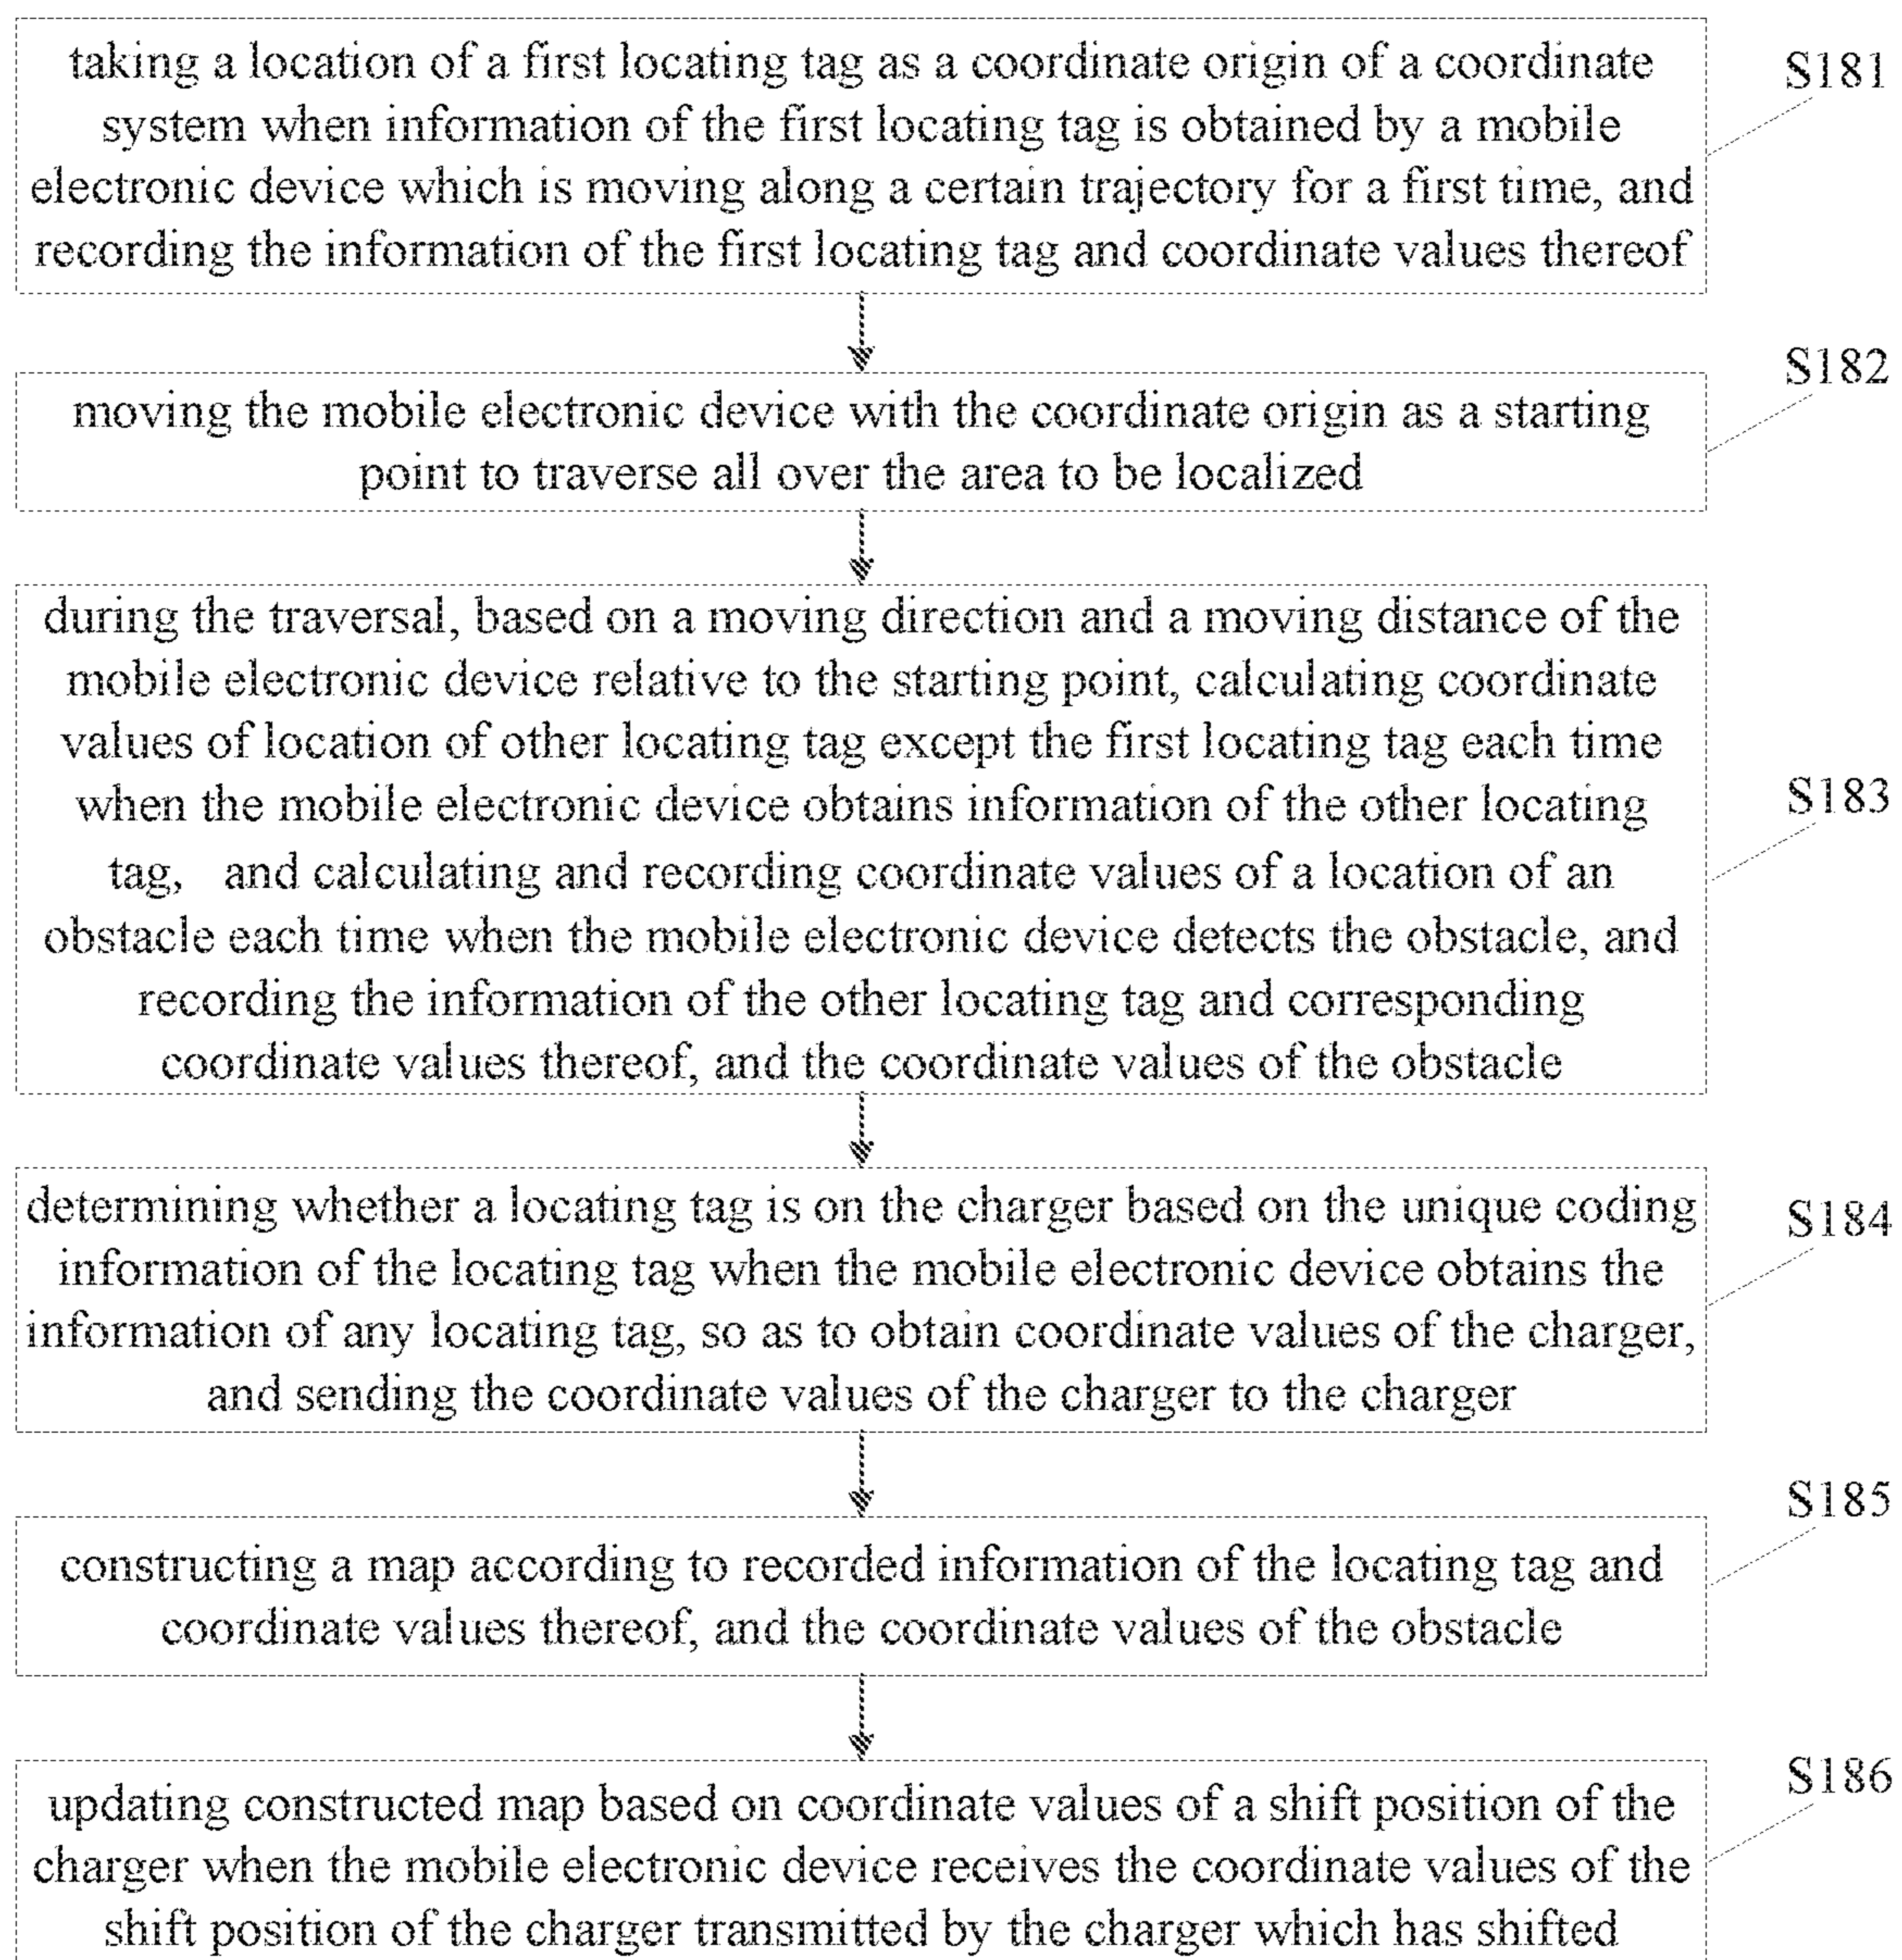 taking a location of a first locating tag as a coordinate origin of a coordinate
system when information of the first locating tag is obtained by a mobile
electronic device which is moving along a certain trajectory for a first time, and
recording the information of the first locating tag and coordinate values thereof
S181
moving the mobile electronic device with the coordinate origin as a starting
point to traverse all over the area to be localized
S182
during the traversal, based on a moving direction and a moving distance of the
mobile electronic device relative to the starting point, calculating coordinate
values of location of other locating tag except the first locating tag each time
when the mobile electronic device obtains information of the other locating
tag, and calculating and recording coordinate values of a location of an
obstacle each time when the mobile electronic device detects the obstacle, and
recording the information of the other locating tag and corresponding
coordinate values thereof, and the coordinate values of the obstacle
S183
determining whether a locating tag is on the charger based on the unique coding
information of the locating tag when the mobile electronic device obtains the
information of any locating tag, so as to obtain coordinate values of the charger,
and sending the coordinate values of the charger to the charger
S184
constructing a map according to recorded information of the locating tag and
coordinate values thereof, and the coordinate values of the obstacle
S185
updating constructed map based on coordinate values of a shift position of the
charger when the mobile electronic device receives the coordinate values of the
shift position of the charger transmitted by the charger which has shifted
S186